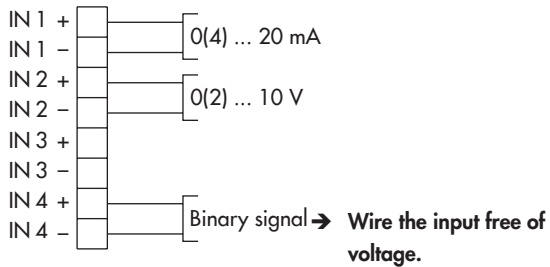 IN 1 +
IN 1 –
0(4) ... 20 mA
IN 2 +
IN 2 –
0(2) ... 10 V
IN 3 +
IN 3 –
IN 4 +
IN 4 –
Binary signal ➔ Wire the input free of
voltage.